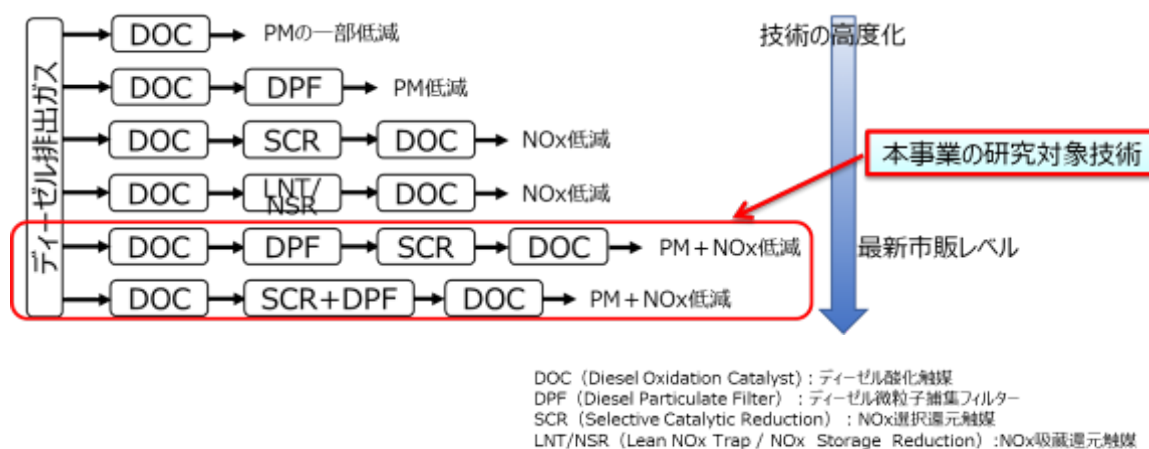 ディーゼル排出ガス
DOC PMの一部低減
DOC DPF PM低減
DOC SCR DOC NOx低減
DOC LNT/NSR DOC NOx低減
DOC DPF SCR DOC PM+NOx低減
DOC SCR+DPF DOC PM+NOx低減
技術の高度化
本事業の研究対象技術
最新市販レベル
DOC（Diesel Oxidation Catalyst）：ディーゼル酸化触媒
DPF（Diesel Particulate Filter）：ディーゼル微粒子捕集フィルター
SCR（Selective Catalytic Reduction）：NOx選択還元触媒
LNT/NSR（Lean NOx Trap / NOx Storage Reduction）:NOx吸蔵還元触媒